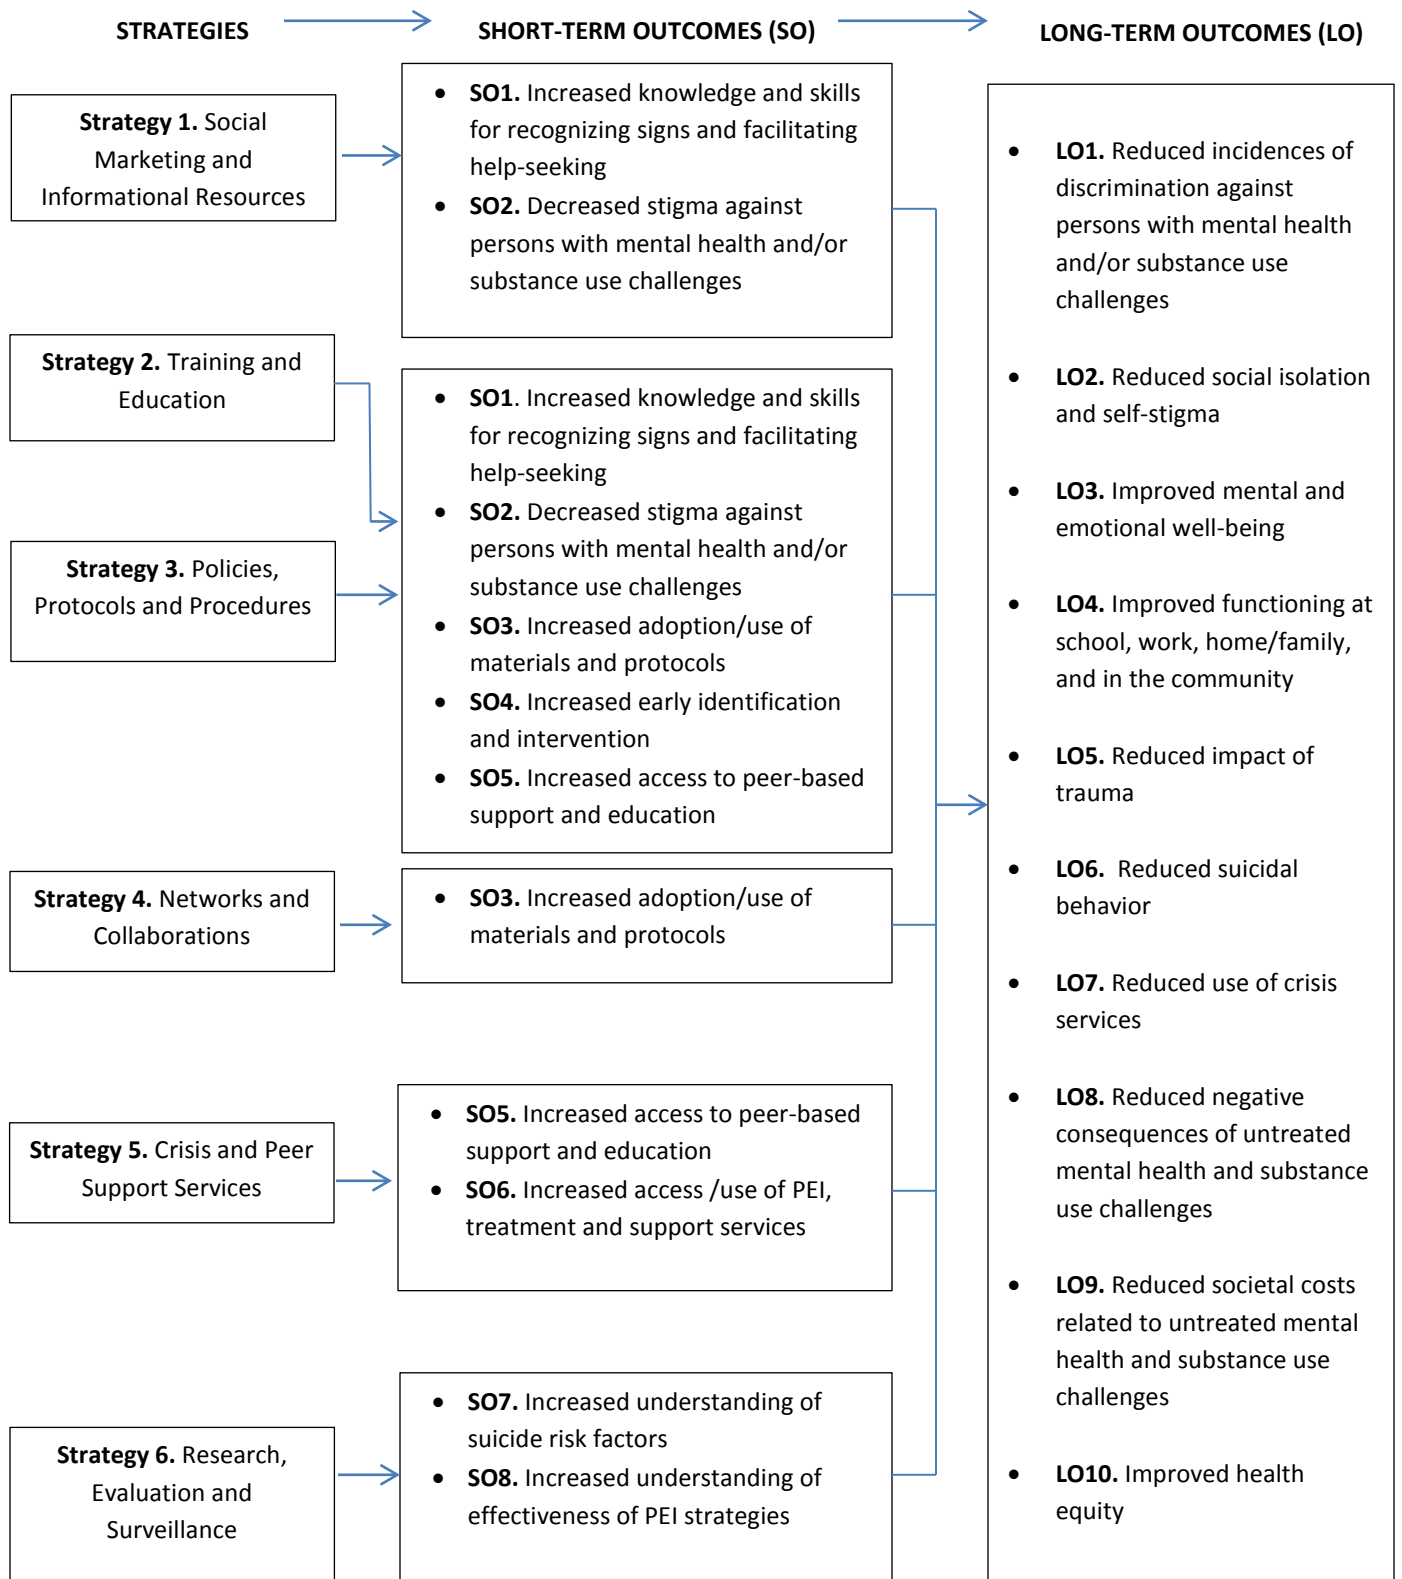 STRATEGIES
SHORT-TERM OUTCOMES (SO)
LONG-TERM OUTCOMES (LO)
Strategy 1. Social
Marketing and
Informational Resources
• SO1. Increased knowledge and skills
for recognizing signs and facilitating
help-seeking
• SO2. Decreased stigma against
persons with mental health and/or
substance use challenges
Strategy 2. Training and
Education
Strategy 3. Policies,
Protocols and Procedures
• SO1. Increased knowledge and skills
for recognizing signs and facilitating
help-seeking
• SO2. Decreased stigma against
persons with mental health and/or
substance use challenges
• SO3. Increased adoption/use of
materials and protocols
• SO4. Increased early identification
and intervention
• SO5. Increased access to peer-based
support and education
Strategy 4. Networks and
Collaborations
• SO3. Increased adoption/use of
materials and protocols
Strategy 5. Crisis and Peer
Support Services
• SO5. Increased access to peer-based
support and education
• SO6. Increased access /use of PEI,
treatment and support services
Strategy 6. Research,
Evaluation and
Surveillance
• SO7. Increased understanding of
suicide risk factors
• SO8. Increased understanding of
effectiveness of PEI strategies
• LO1. Reduced incidences of
discrimination against
persons with mental health
and/or substance use
challenges
• LO2. Reduced social isolation
and self-stigma
• LO3. Improved mental and
emotional well-being
• LO4. Improved functioning at
school, work, home/family,
and in the community
• LO5. Reduced impact of
trauma
• LO6. Reduced suicidal
behavior
• LO7. Reduced use of crisis
services
• LO8. Reduced negative
consequences of untreated
mental health and substance
use challenges
• LO9. Reduced societal costs
related to untreated mental
health and substance use
challenges
• LO10. Improved health
equity